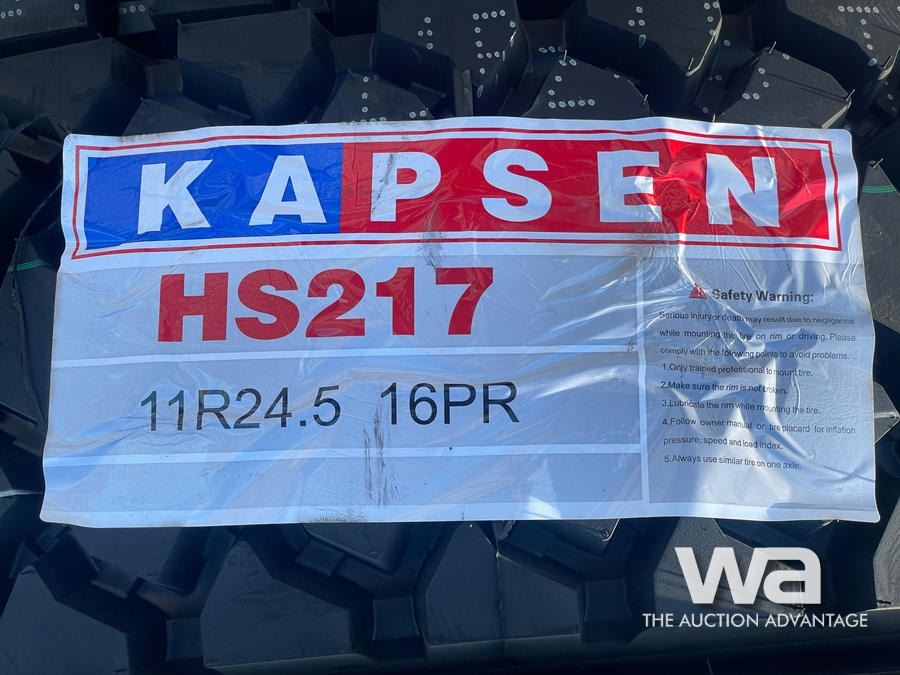 KAPSEN
HS217
11R24.5 16PR
Safety Warning:
Serious injury or death may result due to negligence
while mounting the tire on rim or driving. Please
comply with the following points to avoid problems.
1.Only trained professional to mount tire.
2.Make sure the rim is not broken.
3.Lubricate the rim while mounting the tire.
4.Follow owner manual or tire placard for inflation
pressure, speed and load index.
5.Always use similar tire on one axle.
wa
THE AUCTION ADVANTAGE